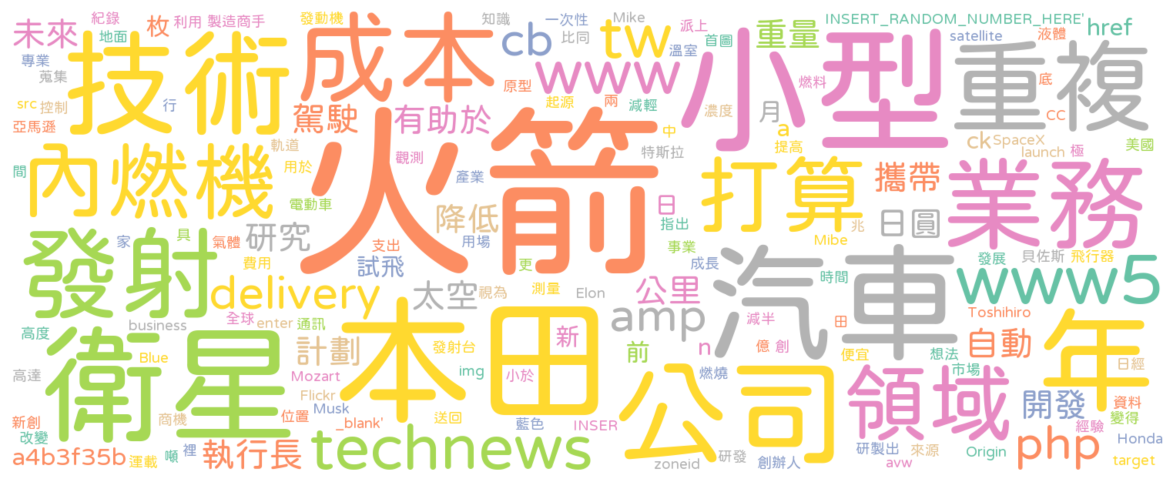 未來
紀錄
地面
枚
利用
製造商手
發動機
知識
一次性
比同
Mike
派上
首圖
溫室
重量
INSERT_RANDOM_NUMBER_HERE'
satellite
液體
href
專業
蒐集
技術
成本
cb
tw
www
小型
重複
src
控制
行
亞馬遜
駕駛
有助於
原型
起源
兩
減輕
燃料
濃度
月
a
提高
底
cc
ck
SpaceX
launch
極
美國
中
特斯拉
軌道
觀測
火箭
間
內燃機
用於
產業
電動車
打算
攜帶
業務
日
指出
日圓
兆
Mibe
事業
降低
研究
氣體
具
家
發射
支出
用場
更
費用
試飛
成長
汽車
時間
發展
貝佐斯
飛行器
www5
delivery
太空
視為
測量
Elon
公里
amp
減半
田
Toshihiro
高度
business
全球
enter
通訊
本田
新
計劃
發射台
前
n
億
創
便宜
想法
自動
年
日經
市場
衛星
Blue
高達
Mozart
img
小於
燃燒
公司
領域
Flickr
Musk
送回
藍色
INSER
位置
_blank'
商機
新創
改變
開發
資料
變得
經驗
a4b3f35b
運載
噸
裡
執行長
technews
zoneid
研發
創辦人
研製出
avw
來源
Origin
php
Honda
target